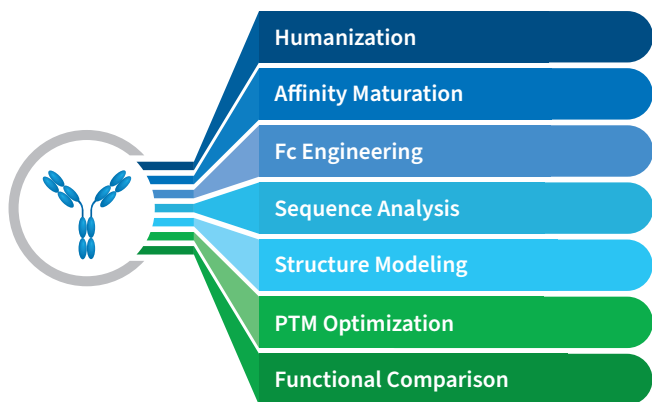 Humanization
Affinity Maturation
Fc Engineering
Sequence Analysis
Structure Modeling
PTM Optimization
Functional Comparison